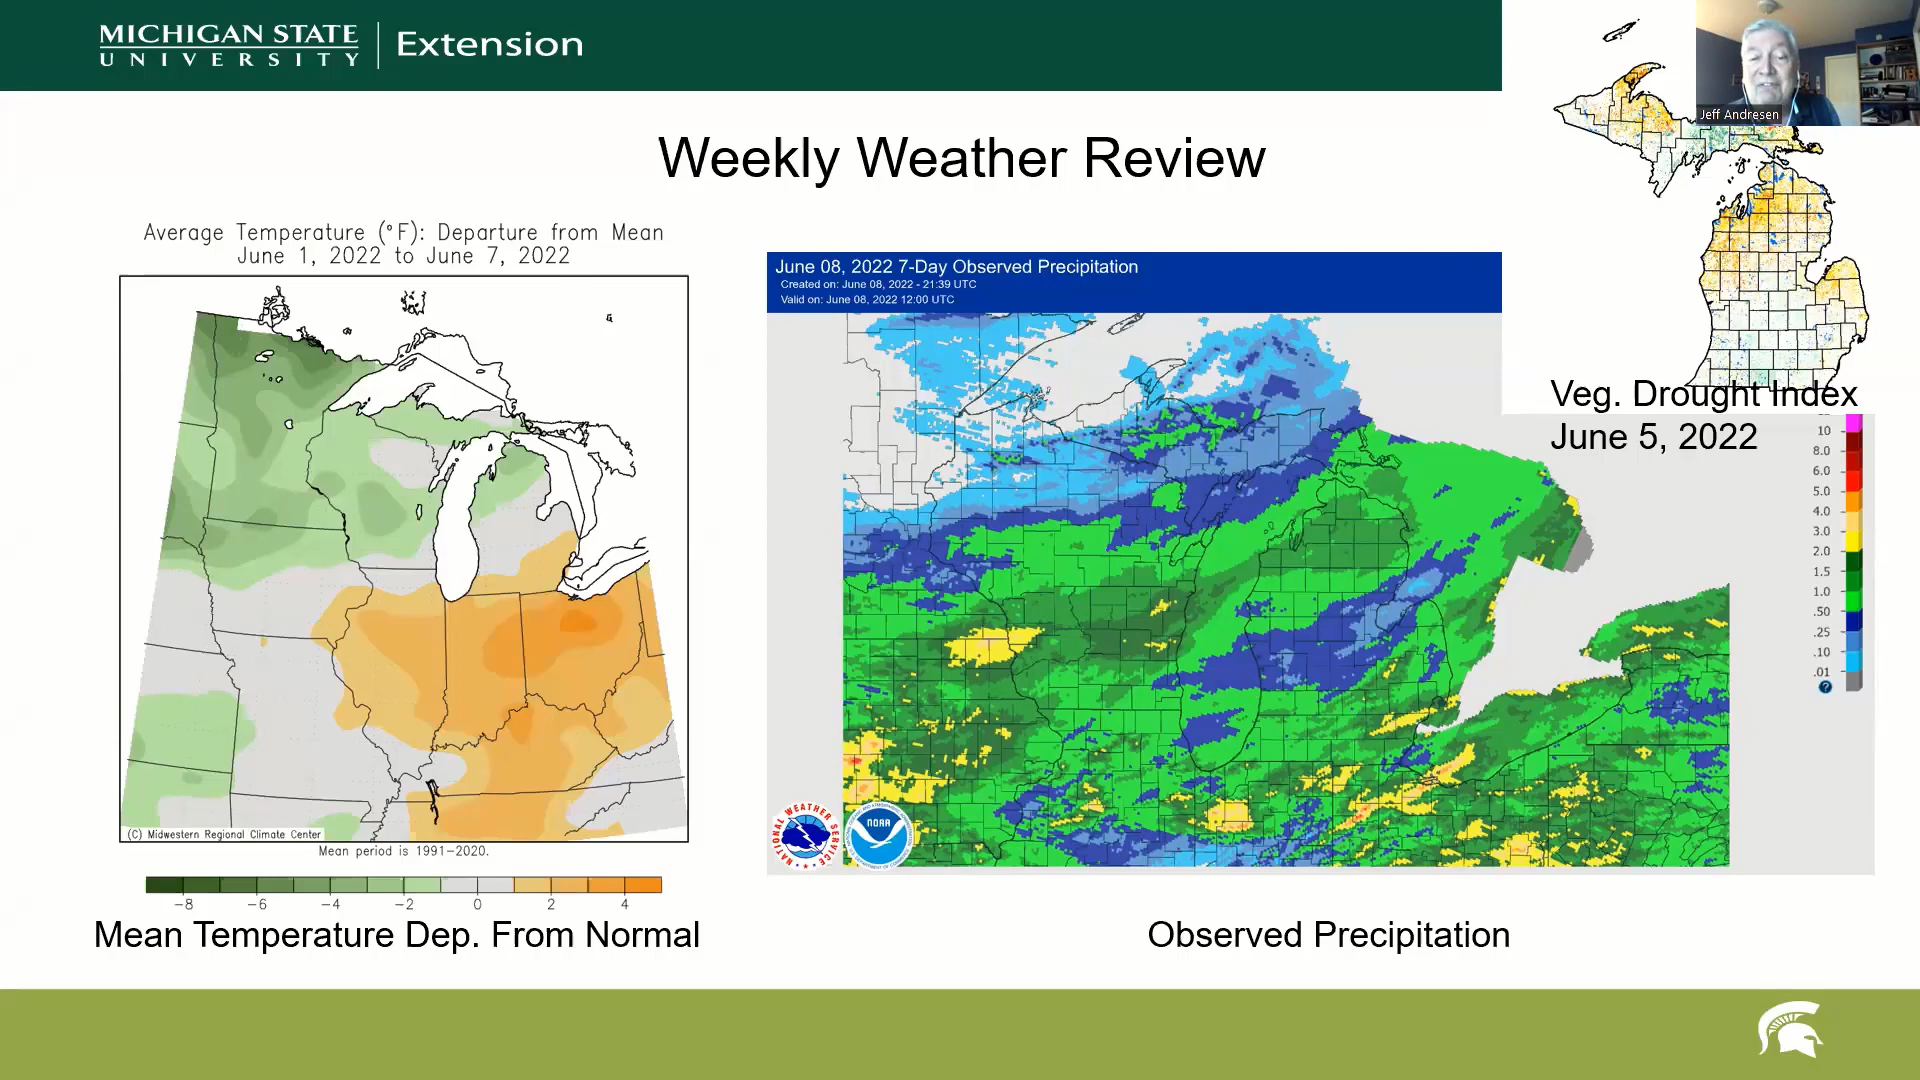 MICHIGAN STATE
UNIVERSITY
Extension
Jeff Andresen
Weekly Weather Review
Average Temperature (°F): Departure from Mean
June 1, 2022 to June 7, 2022
(C) Midwestern Regional Climate Center
Mean period is 1991-2020.
-8 -6 -4 -2 0 2 4
Mean Temperature Dep. From Normal
June 08, 2022 7-Day Observed Precipitation
Created on: June 08, 2022 - 21:39 UTC
Valid on: June 08, 2022 12:00 UTC
NATIONAL WEATHER SERVICE
NOAA
Observed Precipitation
Veg. Drought Index
June 5, 2022
10
8.0
6.0
5.0
4.0
3.0
2.0
1.5
1.0
.50
.25
.10
.01
?